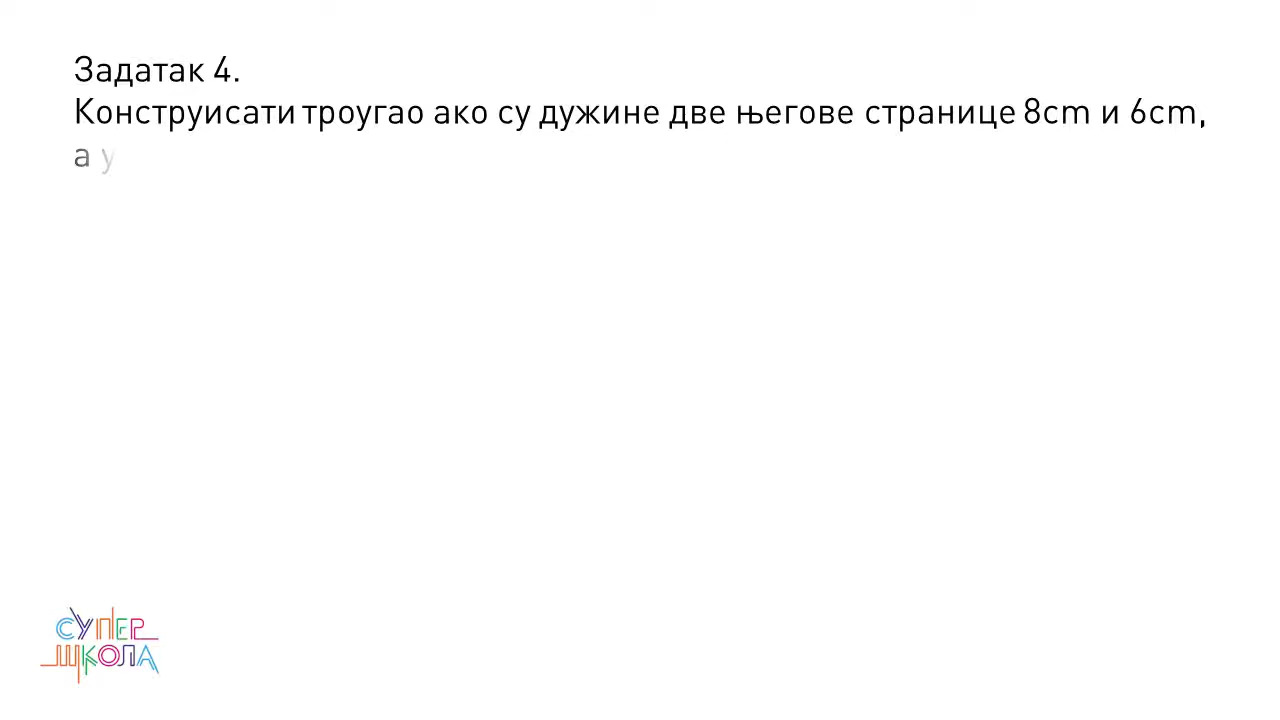 Задатак 4.
Конструисати троугао ако су дужине две његове странице 8cm и 6cm,
а у
СУПЕР
ШКОЛА